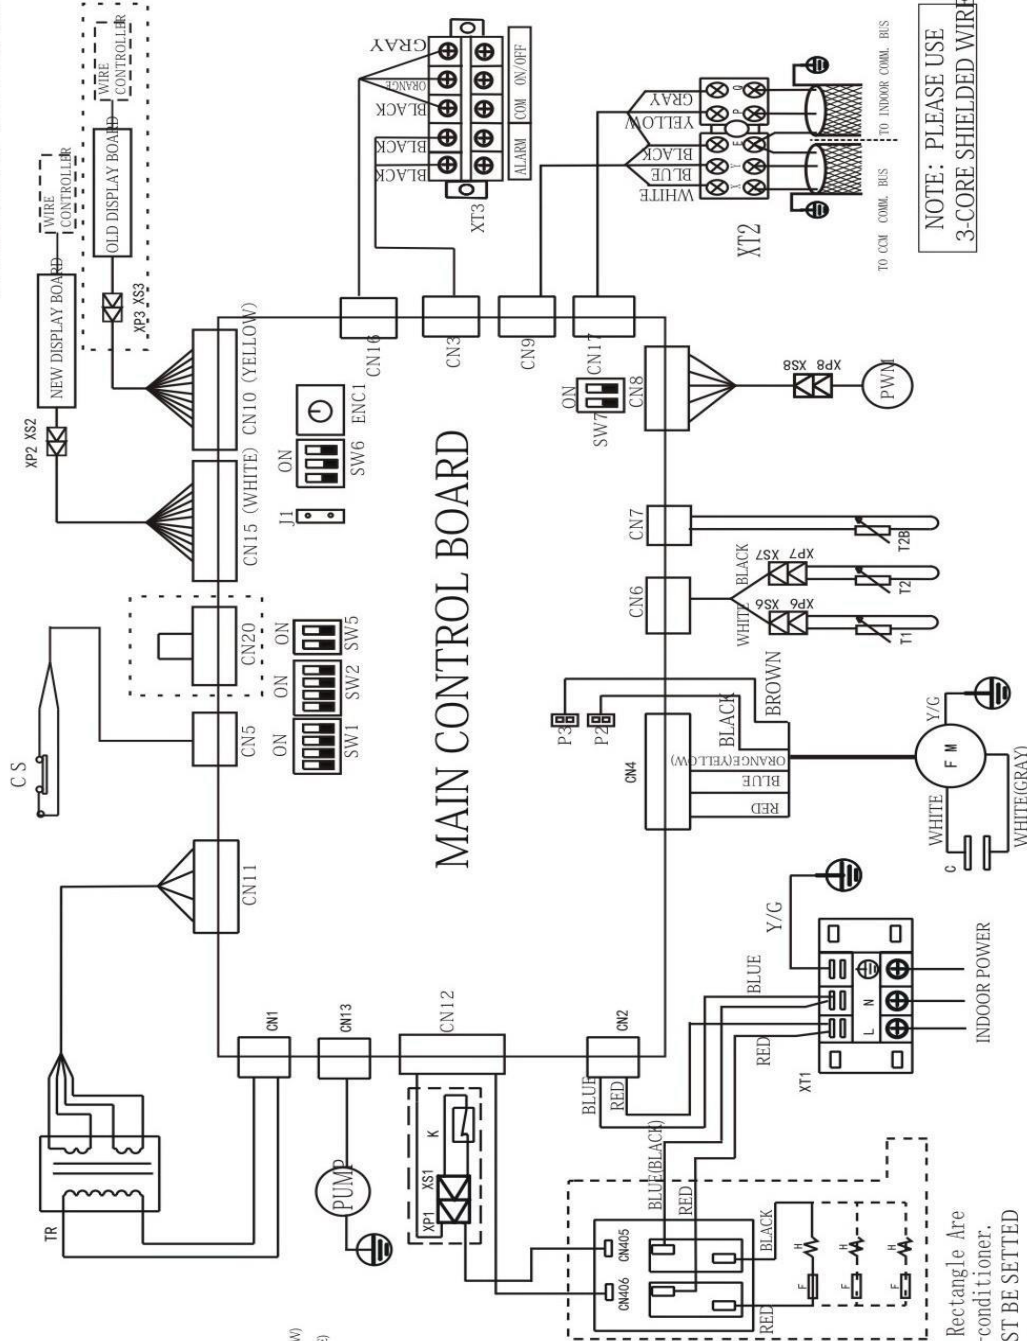 WIRE
CONTROLLER
OLD DISPLAY BOARD
XP3 XS3
WIRE
CONTROLLER
NEW DISPLAY BOARD
XP2 XS2
CN10 (YELLOW)
CN15 (WHITE)
CN20
CN5
CN11
C S
ENC1
ON
SW6
J1
ON
SW5
ON
SW2
ON
SW1
MAIN CONTROL BOARD
GRAY
ORANGE
BLACK
BLACK
BLACK
COM ON/OFF
ALARM
XT3
CN16
CN3
CN9
CN17
GRAY
YELLOW
BLACK
BLUE
WHITE
Q
P
E
Y
X
XT2
TO INDOOR COMM. BUS
TO CCM COMM. BUS
NOTE: PLEASE USE
3-CORE SHIELDED WIRE
ON
SW7
CN8
XS8 XP8
PWM
CN7
T2B
CN6
BLACK
WHITE
XS7 XP7
T2
XS6 XP6
T1
P3
P2
CN4
BROWN
BLACK
ORANGE(YELLOW)
BLUE
RED
F M
Y/G
WHITE
WHITE(GRAY)
C
TR
CN1
CN13
PUMP
CN12
K
XP1 XS1
CN2
BLUE
RED
BLUE
RED
Y/G
L
N
XT1
INDOOR POWER
BLUE(BLACK)
RED
CN405
CN406
BLACK
RED
H
H
H
F
F
F
Rectangle Are
conditioner.
ST BE SETTED
W)
E)